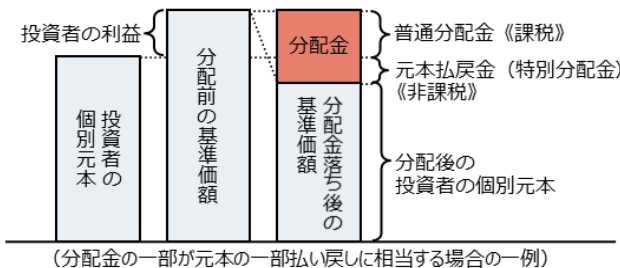 投資者の利益
投資者の
個別元本
分配前の基準価額
分配金
分配金落ち後の
基準価額
普通分配金《課税》
元本払戻金（特別分配金）
《非課税》
分配後の
投資者の個別元本
（分配金の一部が元本の一部払い戻しに相当する場合の一例）